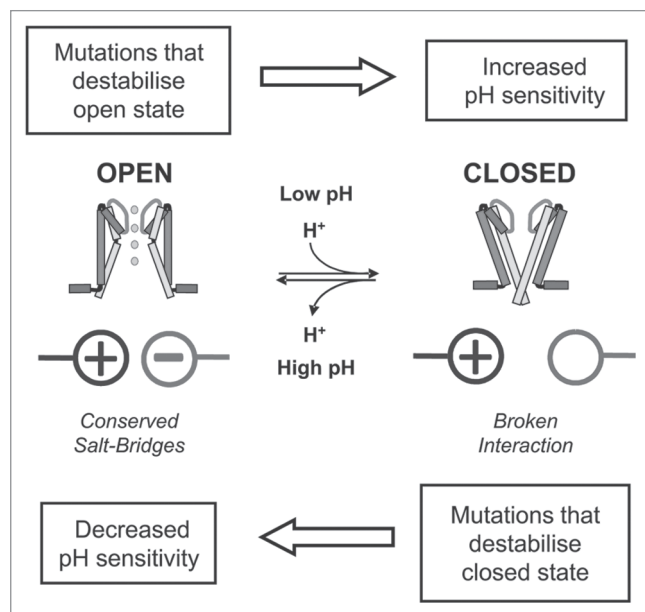 Mutations that
destabilise
open state
Increased
pH sensitivity
OPEN
CLOSED
Low pH
H⁺
H⁺
High pH
+
−
+
Conserved
Salt-Bridges
Broken
Interaction
Decreased
pH sensitivity
Mutations that
destabilise
closed state